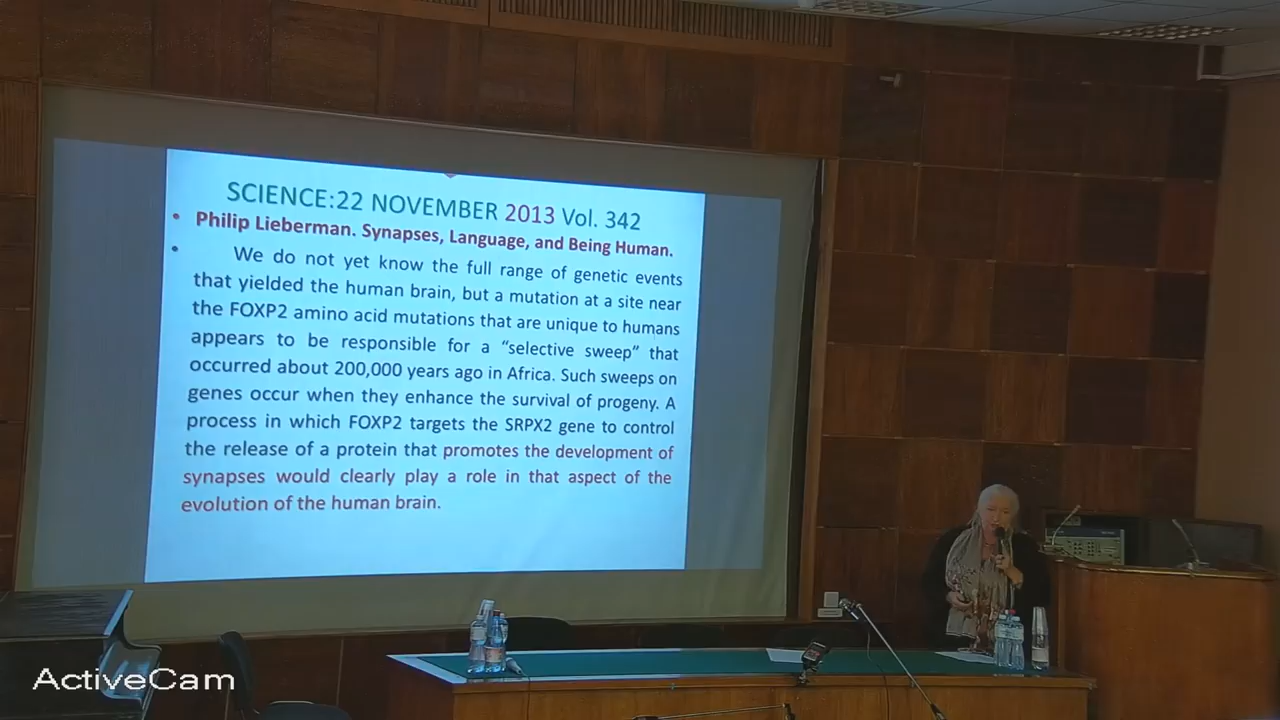 SCIENCE:22 NOVEMBER 2013 Vol. 342
• Philip Lieberman. Synapses, Language, and Being Human.
• We do not yet know the full range of genetic events
that yielded the human brain, but a mutation at a site near
the FOXP2 amino acid mutations that are unique to humans
appears to be responsible for a “selective sweep” that
occurred about 200,000 years ago in Africa. Such sweeps on
genes occur when they enhance the survival of progeny. A
process in which FOXP2 targets the SRPX2 gene to control
the release of a protein that promotes the development of
synapses would clearly play a role in that aspect of the
evolution of the human brain.
ActiveCam